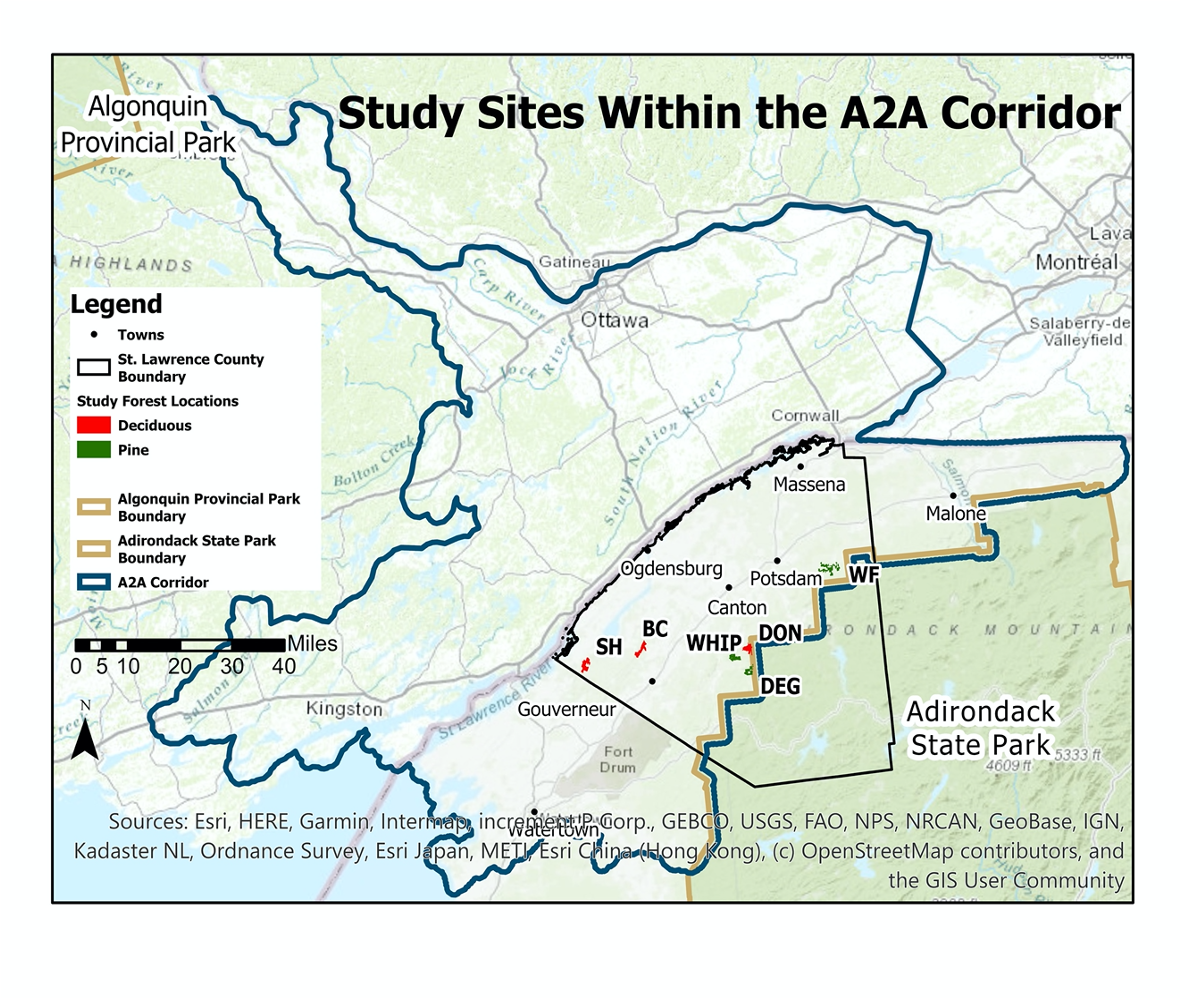 Study Sites Within the A2A Corridor
Algonquin
Provincial Park
River
River
HIGHLANDS
Gatineau
Carp River
Ottawa
Jock River
Lava
Montréal
Salaberry-de
Valleyfield
South Nation River
Cornwall
Bolton Creek
Legend
Towns
St. Lawrence County
Boundary
Study Forest Locations
Deciduous
Pine
Algonquin Provincial Park
Boundary
Adirondack State Park
Boundary
A2A Corridor
Massena
Salmon
Malone
Ogdensburg
Potsdam
WF
Canton
BC
SH
WHIP
DON
RONDACK MOUNTAIN
DEG
Miles
0 5 10 20 30 40
N
Salmon
Creek
Kingston
St Lawrence River
Gouverneur
Fort
Drum
Adirondack
State Park
4609 ft
5333 ft
Watertown
Sources: Esri, HERE, Garmin, Intermap, increment P Corp., GEBCO, USGS, FAO, NPS, NRCAN, GeoBase, IGN,
Kadaster NL, Ordnance Survey, Esri Japan, METI, Esri China (Hong Kong), (c) OpenStreetMap contributors, and
the GIS User Community